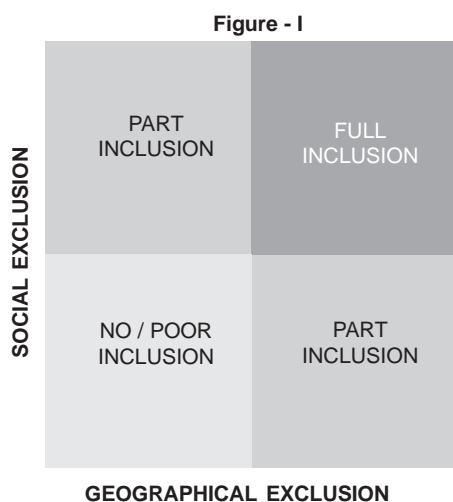 Figure - I
PART
INCLUSION
FULL
INCLUSION
SOCIAL EXCLUSION
NO / POOR
INCLUSION
PART
INCLUSION
GEOGRAPHICAL EXCLUSION